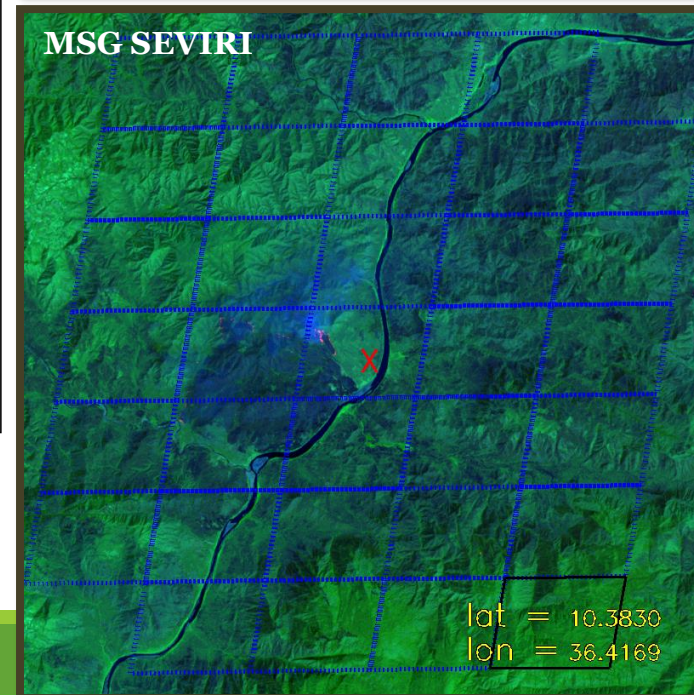 MSG SEVIRI
lat = 10.3830
lon = 36.4169